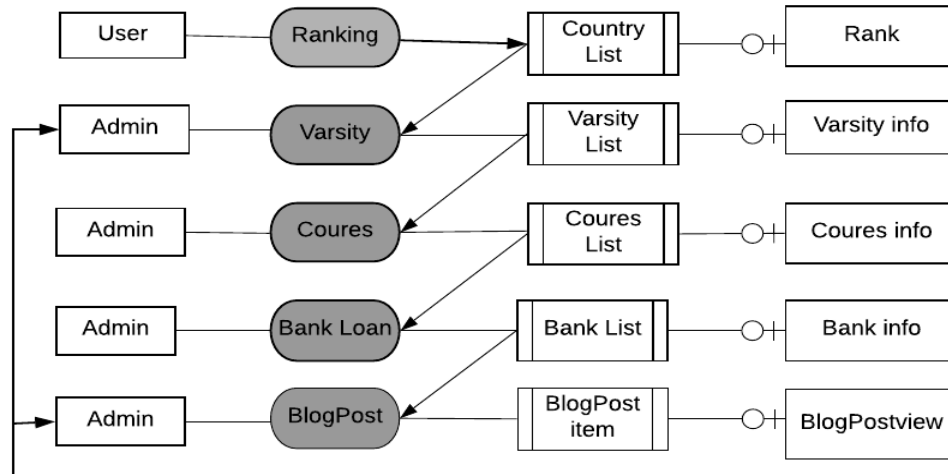 User
Ranking
Country
List
Rank
Admin
Varsity
Varsity
List
Varsity info
Admin
Coures
Coures
List
Coures info
Admin
Bank Loan
Bank List
Bank info
Admin
BlogPost
BlogPost
item
BlogPostview